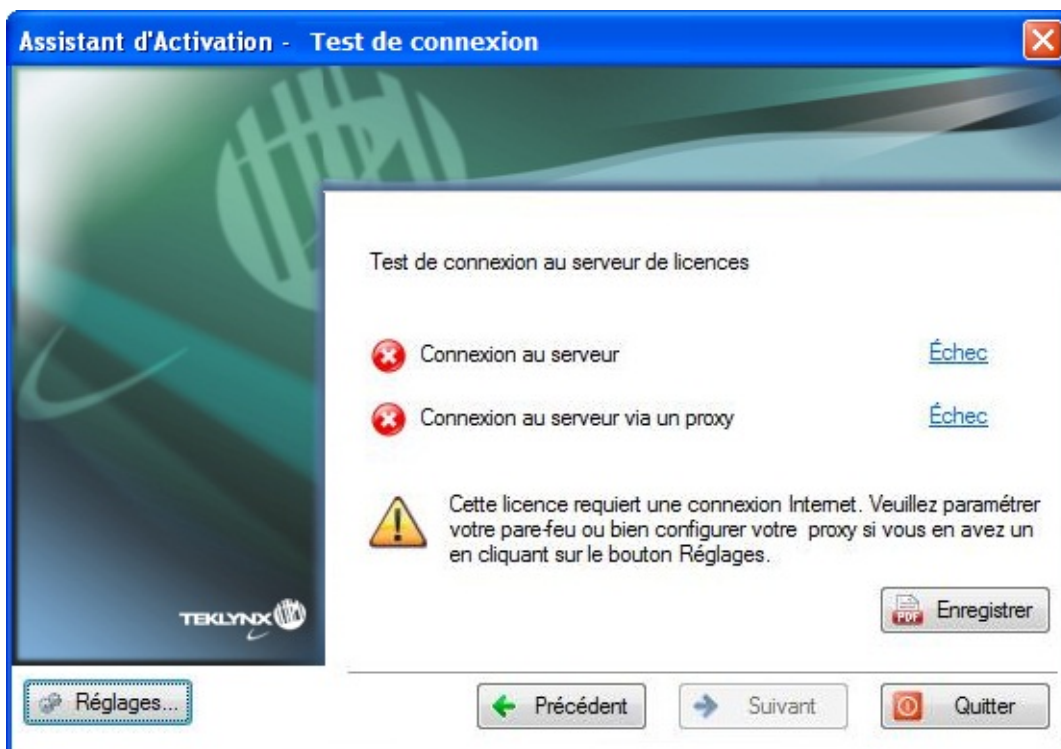 Assistant d'Activation - Test de connexion
Test de connexion au serveur de licences
Connexion au serveur Échec
Connexion au serveur via un proxy Échec
Cette licence requiert une connexion Internet. Veuillez paramétrer
votre pare-feu ou bien configurer votre proxy si vous en avez un
en cliquant sur le bouton Réglages.
TEKLYNX
PDF Enregistrer
Réglages... Précédent Suivant Quitter